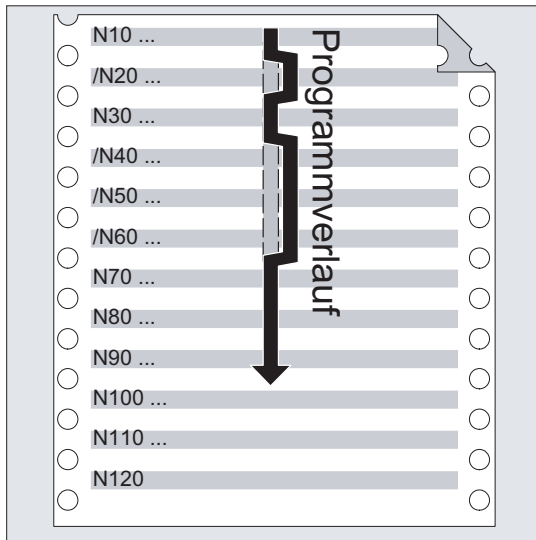 N10 ...
/N20 ...
N30 ...
/N40 ...
/N50 ...
/N60 ...
N70 ...
N80 ...
N90 ...
N100 ...
N110 ...
N120
Programmverlauf